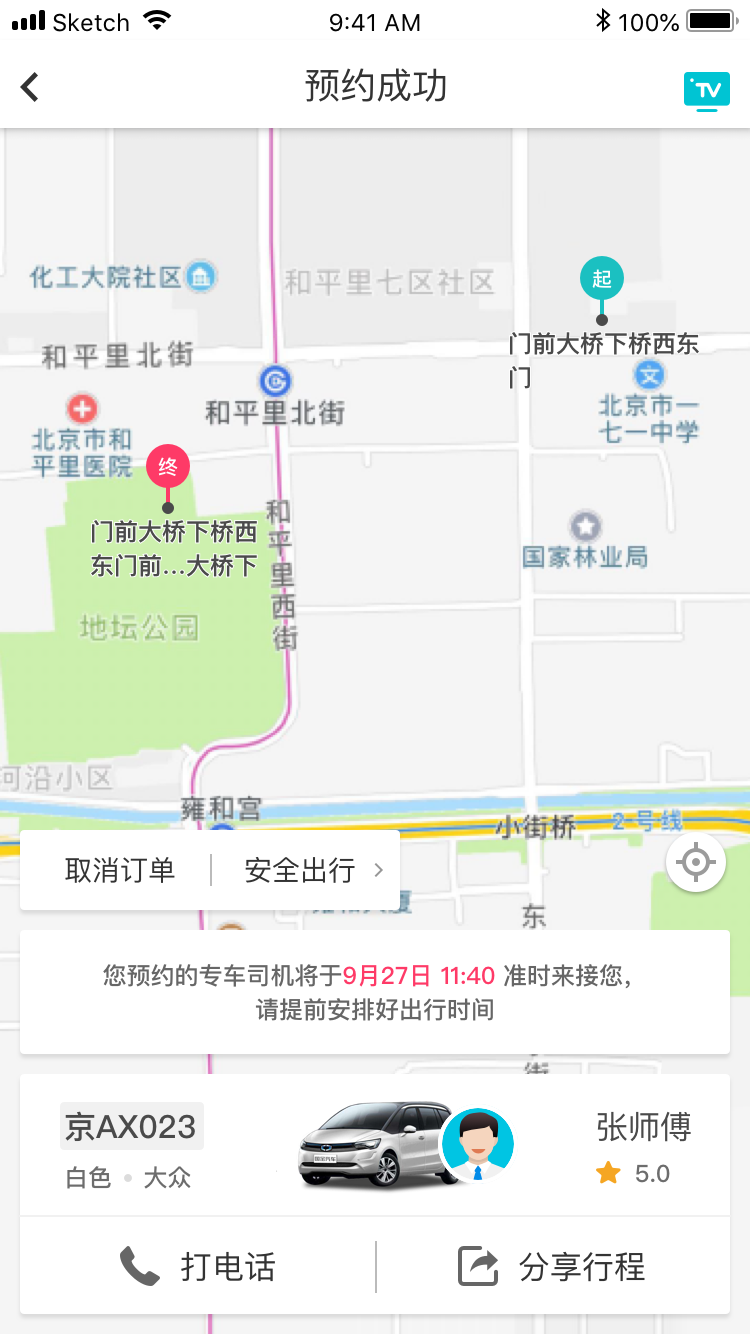 Sketch
9:41 AM
100%
预约成功
TV
化工大院社区
和平里七区社区
起
门前大桥下桥西东
门
和平里北街
和平里北街
北京市一
七一中学
北京市和
平里医院
终
门前大桥下桥西
东门前...大桥下
和平里西街
国家林业局
地坛公园
河沿小区
雍和宫
小街桥
2号线
取消订单
安全出行
东
您预约的专车司机将于9月27日 11:40 准时来接您，
请提前安排好出行时间
京AX023
张师傅
白色 • 大众
5.0
打电话
分享行程